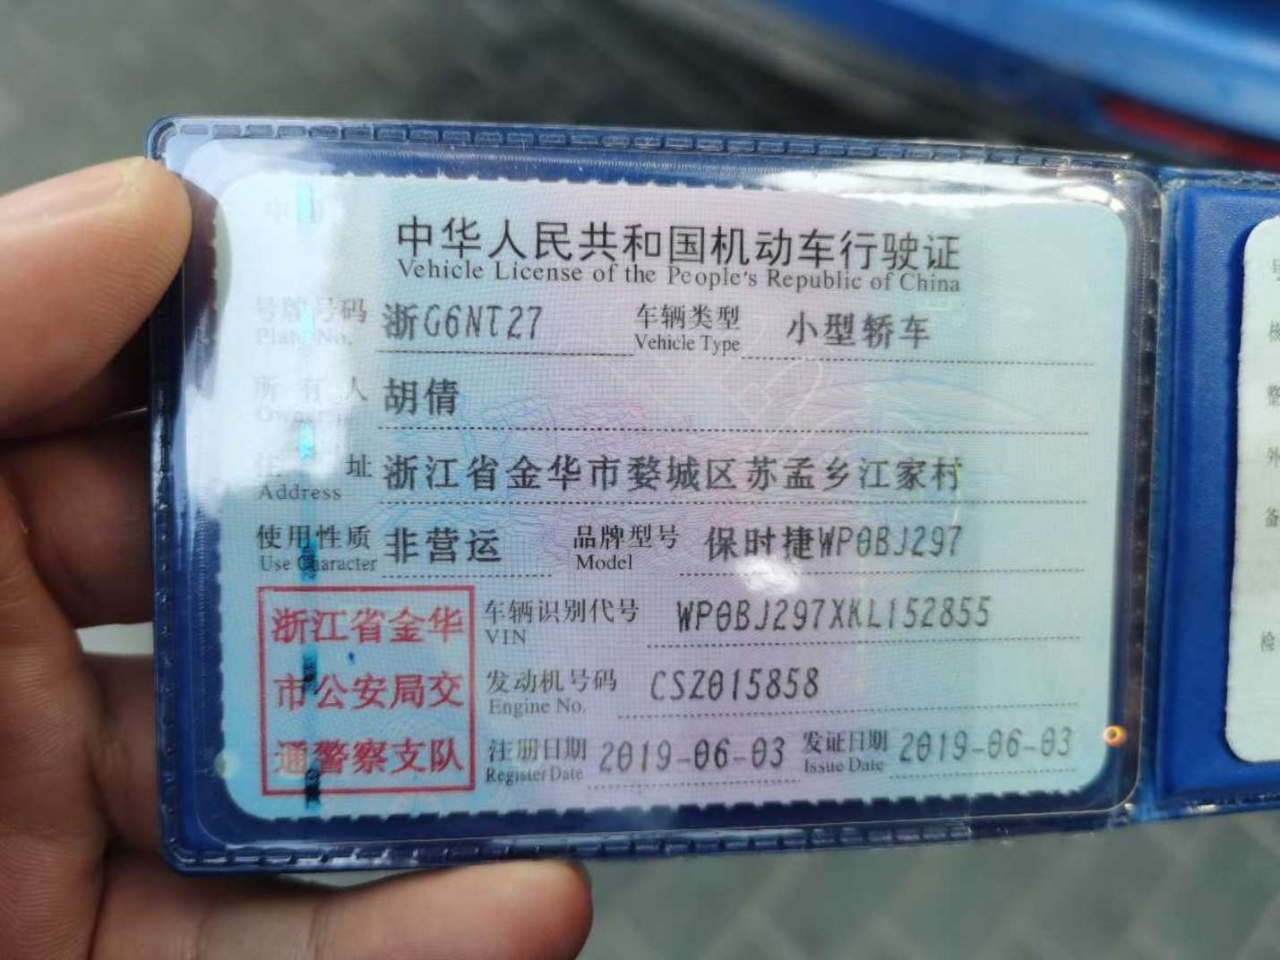 中华人民共和国机动车行驶证
Vehicle License of the People's Republic of China
号牌号码 浙G6NT27 车辆类型 小型轿车
Plate No. Vehicle Type
所有人 胡倩
Owner
住址 浙江省金华市婺城区苏孟乡江家村
Address
使用性质 非营运 品牌型号 保时捷WP0BJ297
Use Character Model
浙江省金华
市公安局交
通警察支队
车辆识别代号 WP0BJ297XKL152855
VIN
发动机号码 CSZ015858
Engine No.
注册日期 2019-06-03 发证日期 2019-06-03
Register Date Issue Date